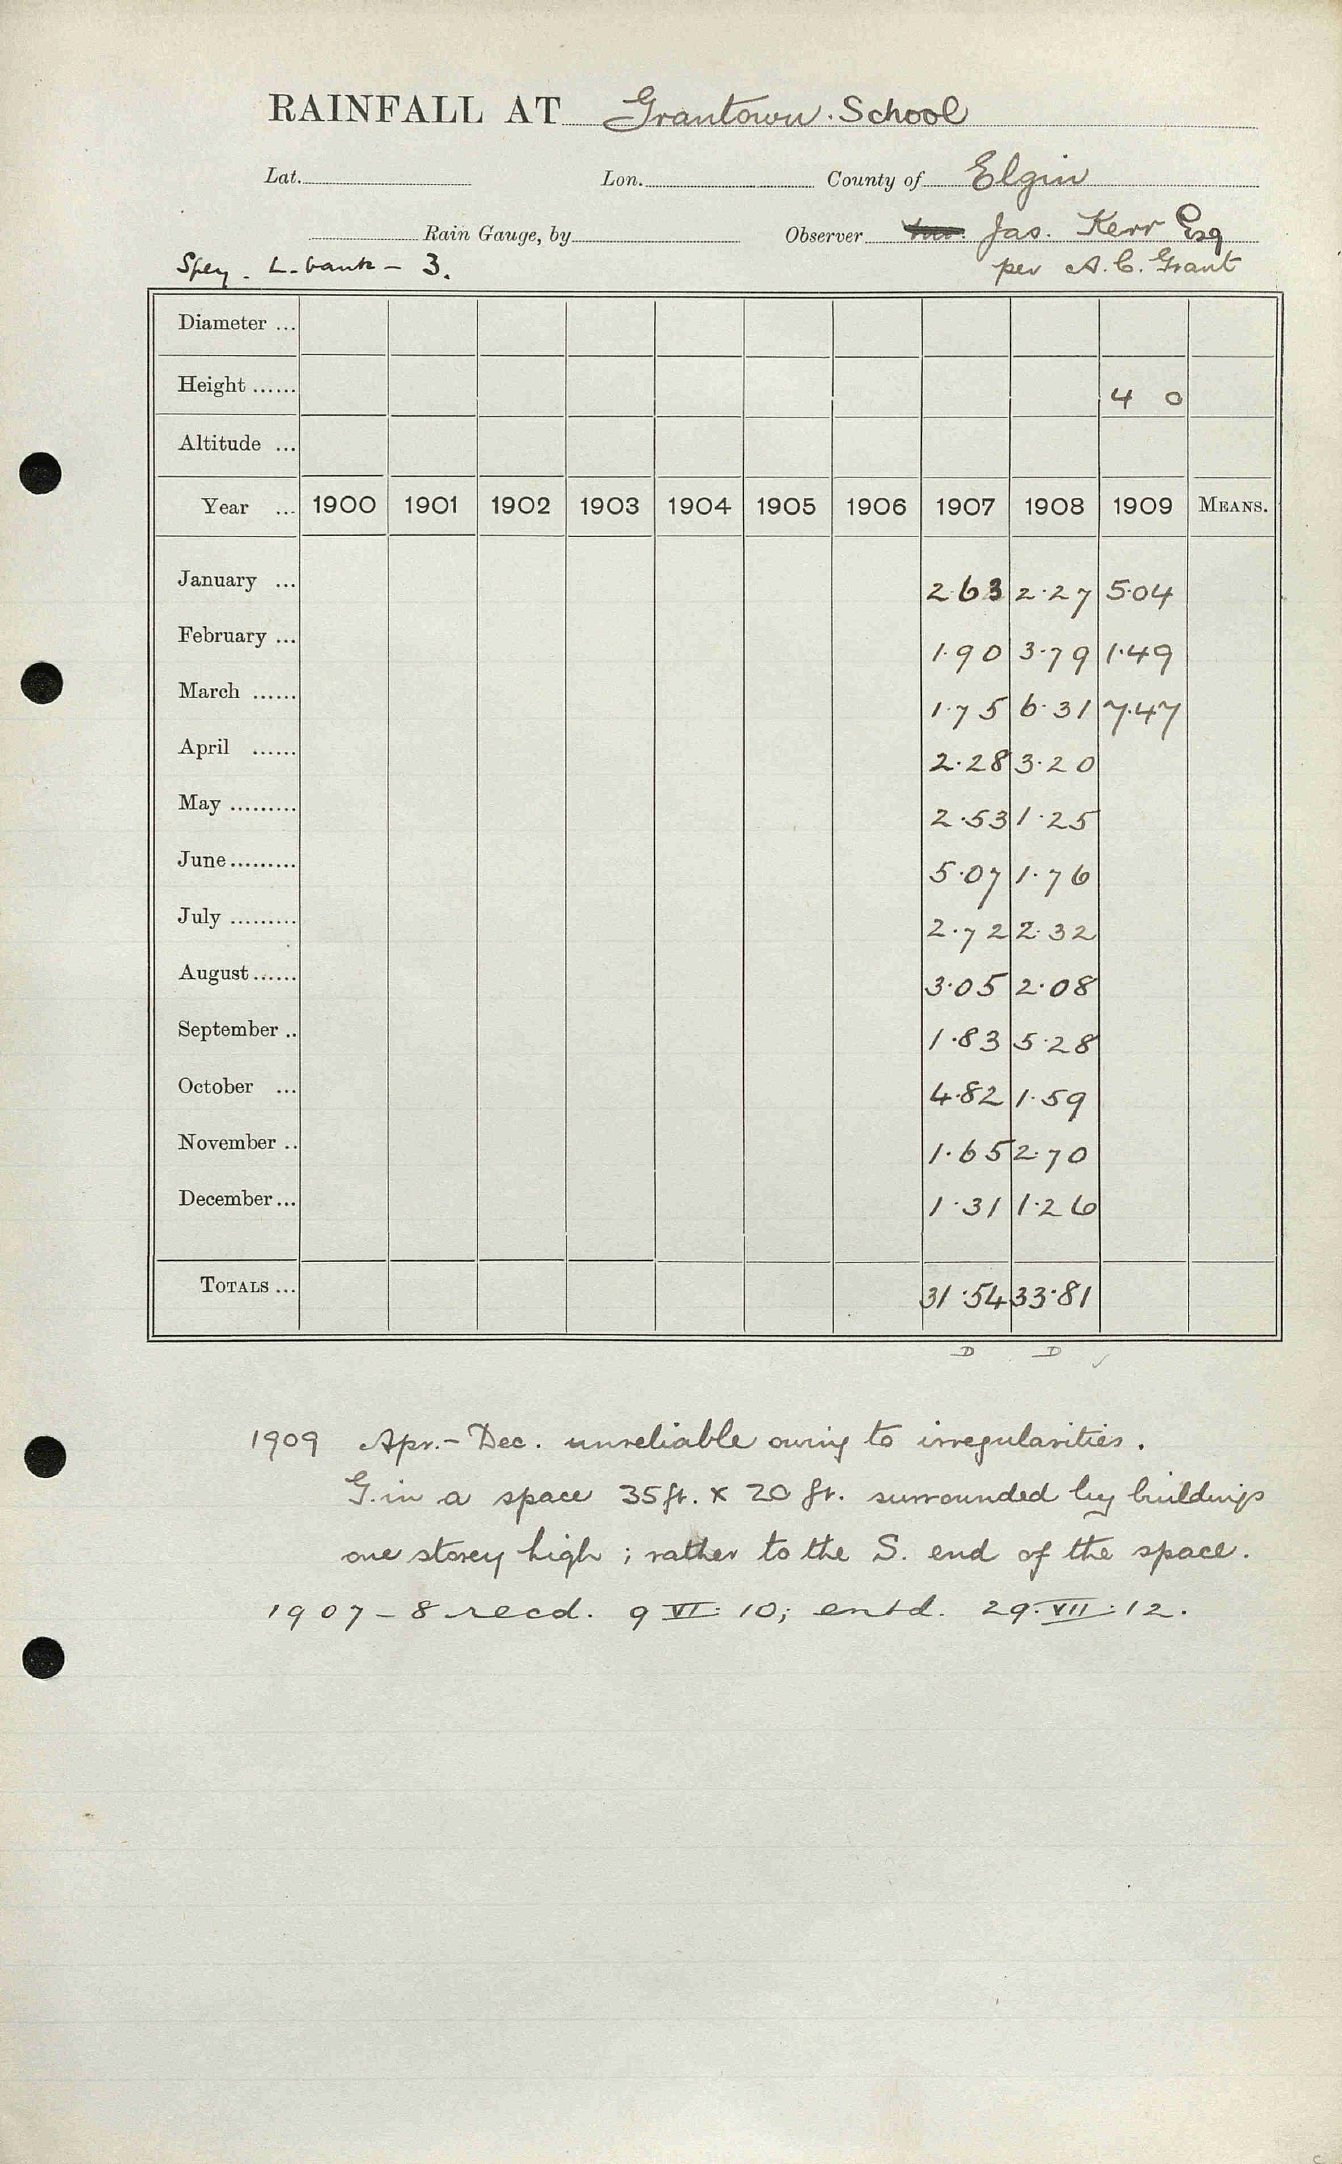 RAINFALL AT Grantown School
Lat. Lon. County of Elgin
Rain Gauge, by Observer Jas. Kerr Esq
Spey. L. bank - 3. per A. C. Grant
Diameter ...
Height ...... 4 0
Altitude ...
Year ... 1900 1901 1902 1903 1904 1905 1906 1907 1908 1909 MEANS.
January ... 2.63 2.27 5.04
February ... 1.90 3.79 1.49
March ...... 1.75 6.31 7.47
April ...... 2.28 3.20
May ......... 2.53 1.25
June ......... 5.07 1.76
July ......... 2.72 2.32
August ...... 3.05 2.08
September .. 1.83 5.28
October ... 4.82 1.59
November .. 1.65 2.70
December ... 1.31 1.26
TOTALS ... 31.54 33.81
D D ✓
1909 Apr. - Dec. unreliable owing to irregularities.
G. in a space 35 ft. x 20 ft. surrounded by buildings
one storey high ; rather to the S. end of the space.
1907 - 8 recd. 9 VI 10; entd. 29. VII. 12.